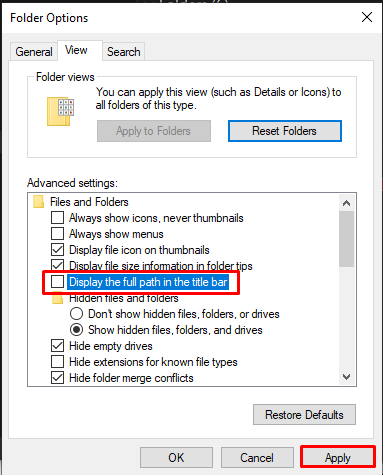 Folder Options
General View Search
Folder views
You can apply this view (such as Details or Icons) to
all folders of this type.
Apply to Folders Reset Folders
Advanced settings:
Files and Folders
Always show icons, never thumbnails
Always show menus
Display file icon on thumbnails
Display file size information in folder tips
Display the full path in the title bar
Hidden files and folders
Don't show hidden files, folders, or drives
Show hidden files, folders, and drives
Hide empty drives
Hide extensions for known file types
Hide folder merge conflicts
Restore Defaults
OK Cancel Apply